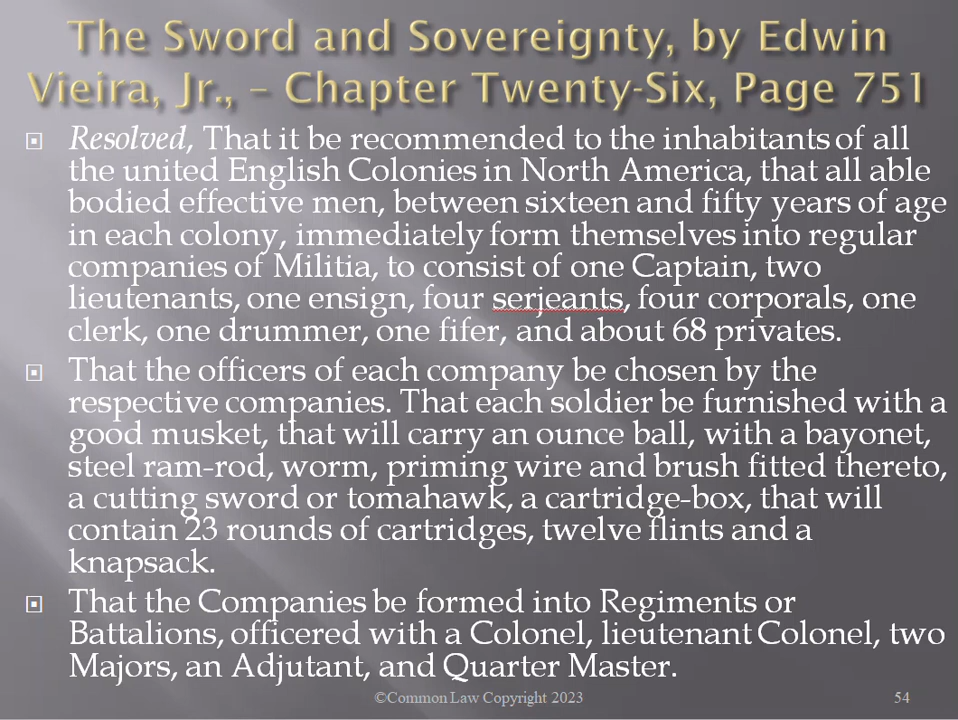 The Sword and Sovereignty, by Edwin
Vieira, Jr., – Chapter Twenty-Six, Page 751
Resolved, That it be recommended to the inhabitants of all
the united English Colonies in North America, that all able
bodied effective men, between sixteen and fifty years of age
in each colony, immediately form themselves into regular
companies of Militia, to consist of one Captain, two
lieutenants, one ensign, four serjeants, four corporals, one
clerk, one drummer, one fifer, and about 68 privates.
That the officers of each company be chosen by the
respective companies. That each soldier be furnished with a
good musket, that will carry an ounce ball, with a bayonet,
steel ram-rod, worm, priming wire and brush fitted thereto,
a cutting sword or tomahawk, a cartridge-box, that will
contain 23 rounds of cartridges, twelve flints and a
knapsack.
That the Companies be formed into Regiments or
Battalions, officered with a Colonel, lieutenant Colonel, two
Majors, an Adjutant, and Quarter Master.
©Common Law Copyright 2023
54